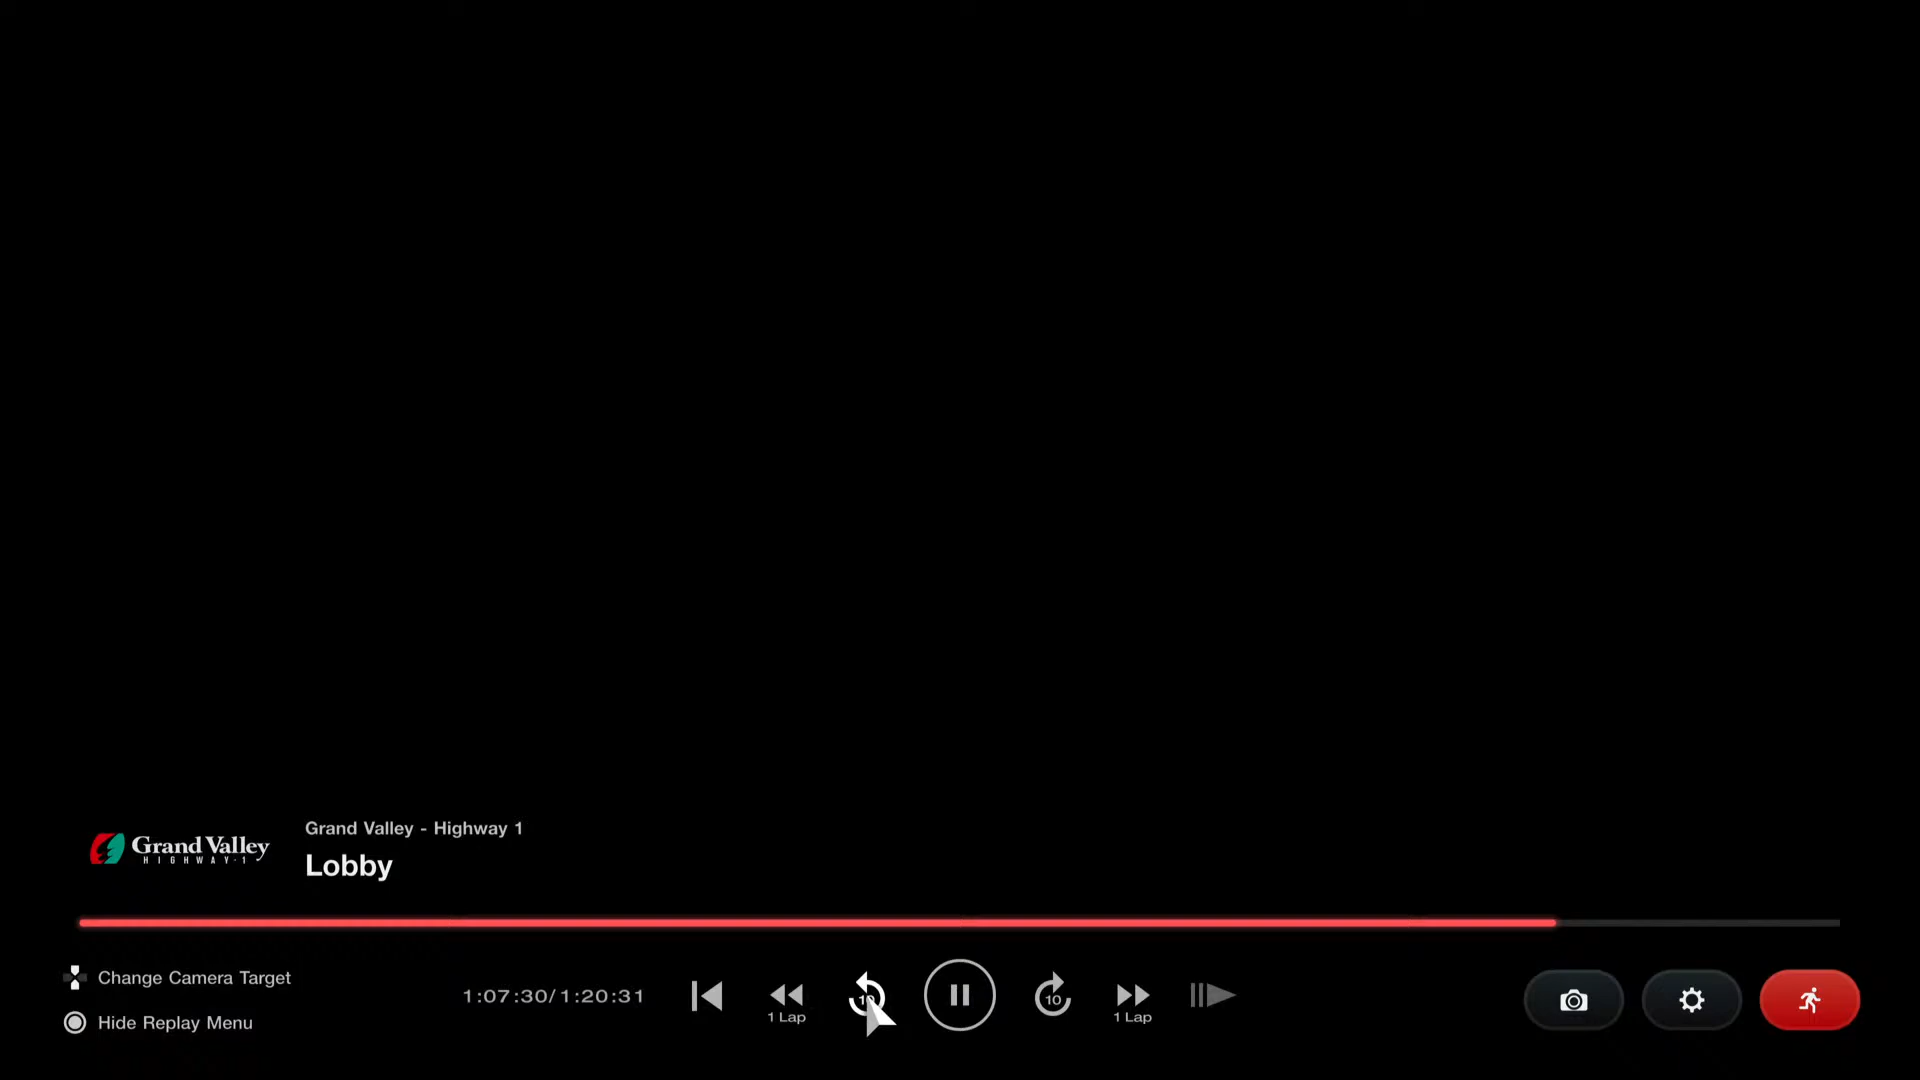 Grand Valley - Highway 1
Grand Valley
HIGHWAY·1
Lobby
Change Camera Target
Hide Replay Menu
1:07:30/1:20:31
1 Lap
10
10
1 Lap